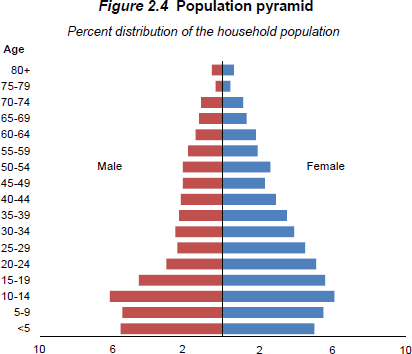 Figure 2.4 Population pyramid
Percent distribution of the household population
Age
80+
75-79
70-74
65-69
60-64
55-59
50-54
45-49
40-44
35-39
30-34
25-29
20-24
15-19
10-14
5-9
<5
Male
Female
10 6 2 2 6 10